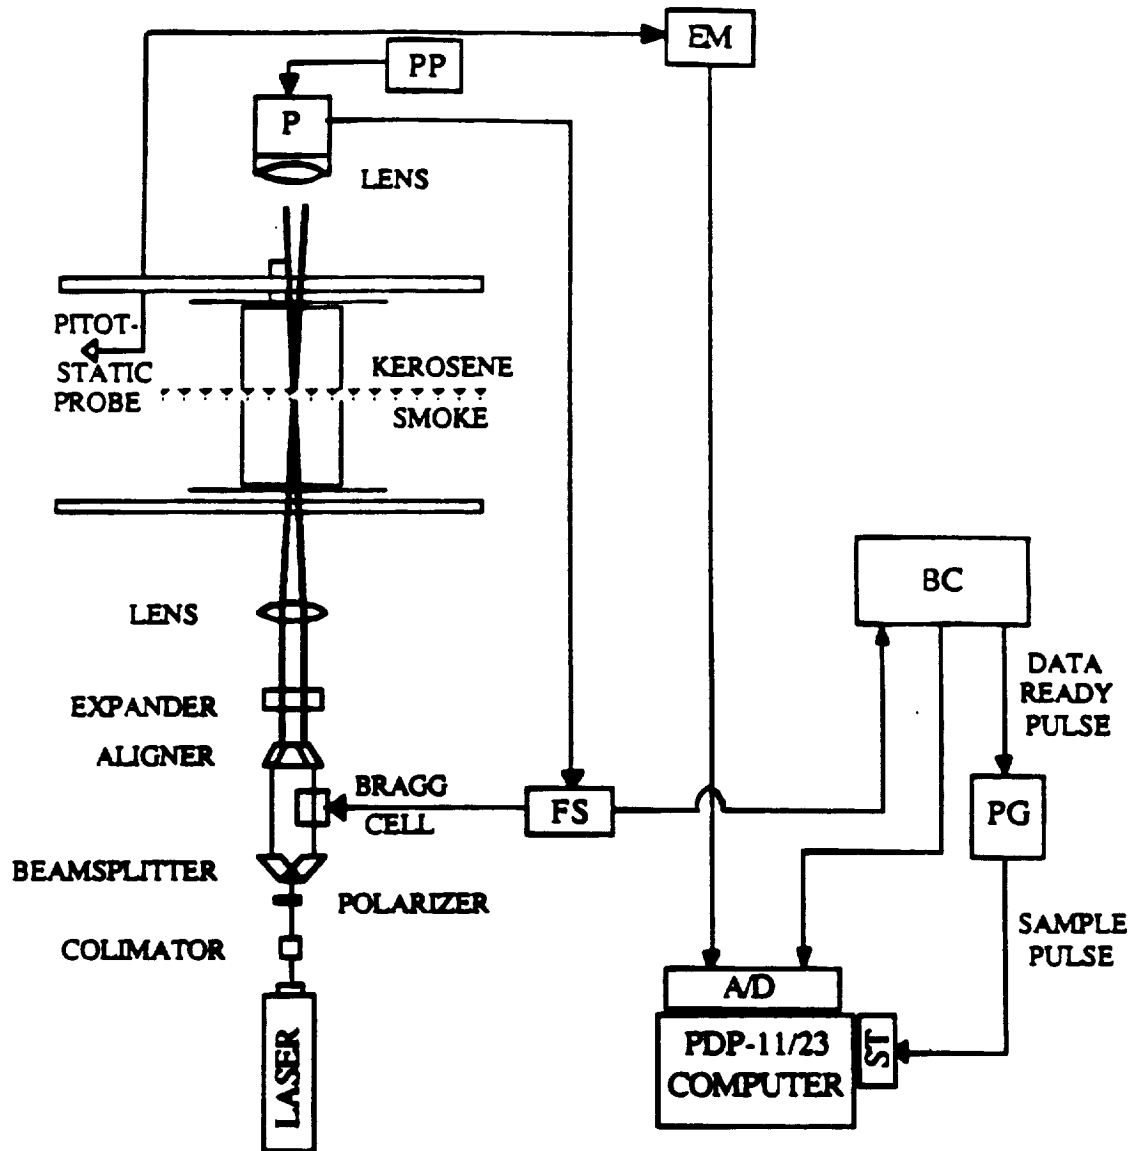 EM
PP
P
LENS
PITOT-
STATIC
PROBE
KEROSENE
SMOKE
LENS
EXPANDER
ALIGNER
BRAGG
CELL
FS
BC
DATA
READY
PULSE
PG
BEAMSPLITTER
POLARIZER
COLIMATOR
SAMPLE
PULSE
LASER
A/D
PDP-11/23
COMPUTER
ST